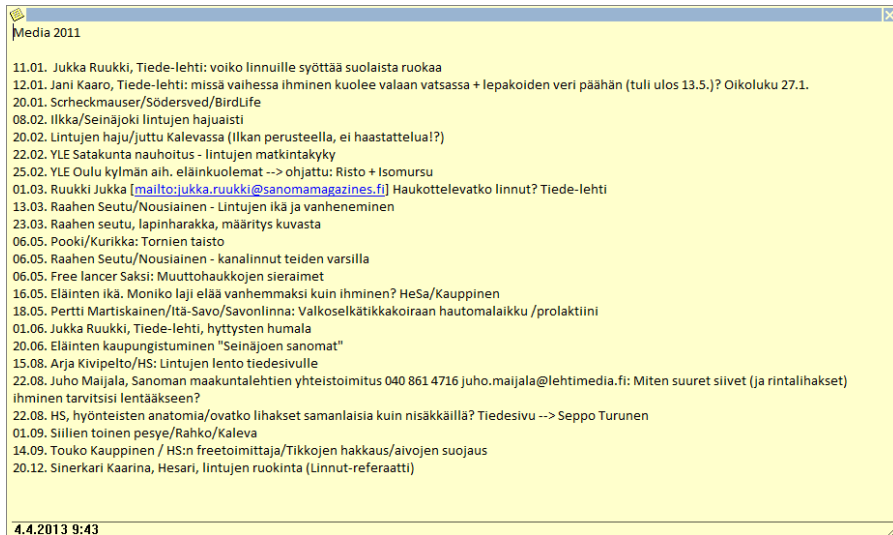 Media 2011
11.01.  Jukka Ruukki, Tiede-lehti: voiko linnuille syöttää suolaista ruokaa
12.01. Jani Kaaro, Tiede-lehti: missä vaihessa ihminen kuolee valaan vatsassa + lepakoiden veri päähän (tuli ulos 13.5.)? Oikoluku 27.1.
20.01. Scrheckmauser/Södersved/BirdLife
08.02. Ilkka/Seinäjoki lintujen hajuaisti
20.02. Lintujen haju/juttu Kalevassa (Ilkan perusteella, ei haastattelua!?)
22.02. YLE Satakunta nauhoitus - lintujen matkintakyky
25.02. YLE Oulu kylmän aih. eläinkuolemat --> ohjattu: Risto + Isomursu
01.03. Ruukki Jukka [mailto:jukka.ruukki@sanomamagazines.fi] Haukottelevatko linnut? Tiede-lehti
13.03. Raahen Seutu/Nousiainen - Lintujen ikä ja vanheneminen
23.03. Raahen seutu, lapinharakka, määritys kuvasta
06.05. Pooki/Kurikka: Tornien taisto
06.05. Raahen Seutu/Nousiainen - kanalinnut teiden varsilla
06.05. Free lancer Saksi: Muuttohaukkojen sieraimet
16.05. Eläinten ikä. Moniko laji elää vanhemmaksi kuin ihminen? HeSa/Kauppinen
18.05. Pertti Martiskainen/Itä-Savo/Savonlinna: Valkoselkätikkakoiraan hautomalaikku /prolaktiini
01.06. Jukka Ruukki, Tiede-lehti, hyttysten humala
20.06. Eläinten kaupungistuminen "Seinäjoen sanomat"
15.08. Arja Kivipelto/HS: Lintujen lento tiedesivulle
22.08. Juho Maijala, Sanoman maakuntalehtien yhteistoimitus 040 861 4716 juho.maijala@lehtimedia.fi: Miten suuret siivet (ja rintalihakset)
ihminen tarvitsisi lentääkseen?
22.08. HS, hyönteisten anatomia/ovatko lihakset samanlaisia kuin nisäkkäillä? Tiedesivu --> Seppo Turunen
01.09. Siilien toinen pesye/Rahko/Kaleva
14.09. Touko Kauppinen / HS:n freetoimittaja/Tikkojen hakkaus/aivojen suojaus
20.12. Sinerkari Kaarina, Hesari, lintujen ruokinta (Linnut-referaatti)
4.4.2013 9:43